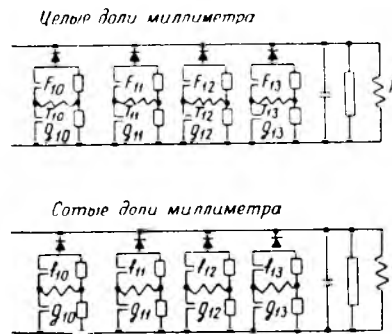 Целые доли миллиметра
F10 F11 F12 F13
T10 T11 T12 T13
g10 g11 g12 g13
Сотые доли миллиметра
f10 f11 f12 f13
g10 g11 g12 g13